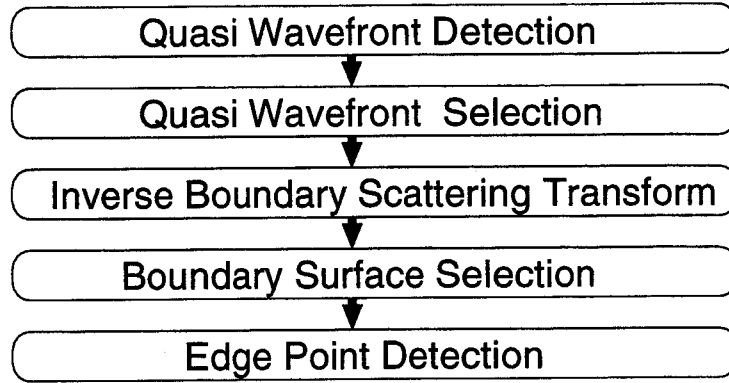 Quasi Wavefront Detection
Quasi Wavefront Selection
Inverse Boundary Scattering Transform
Boundary Surface Selection
Edge Point Detection